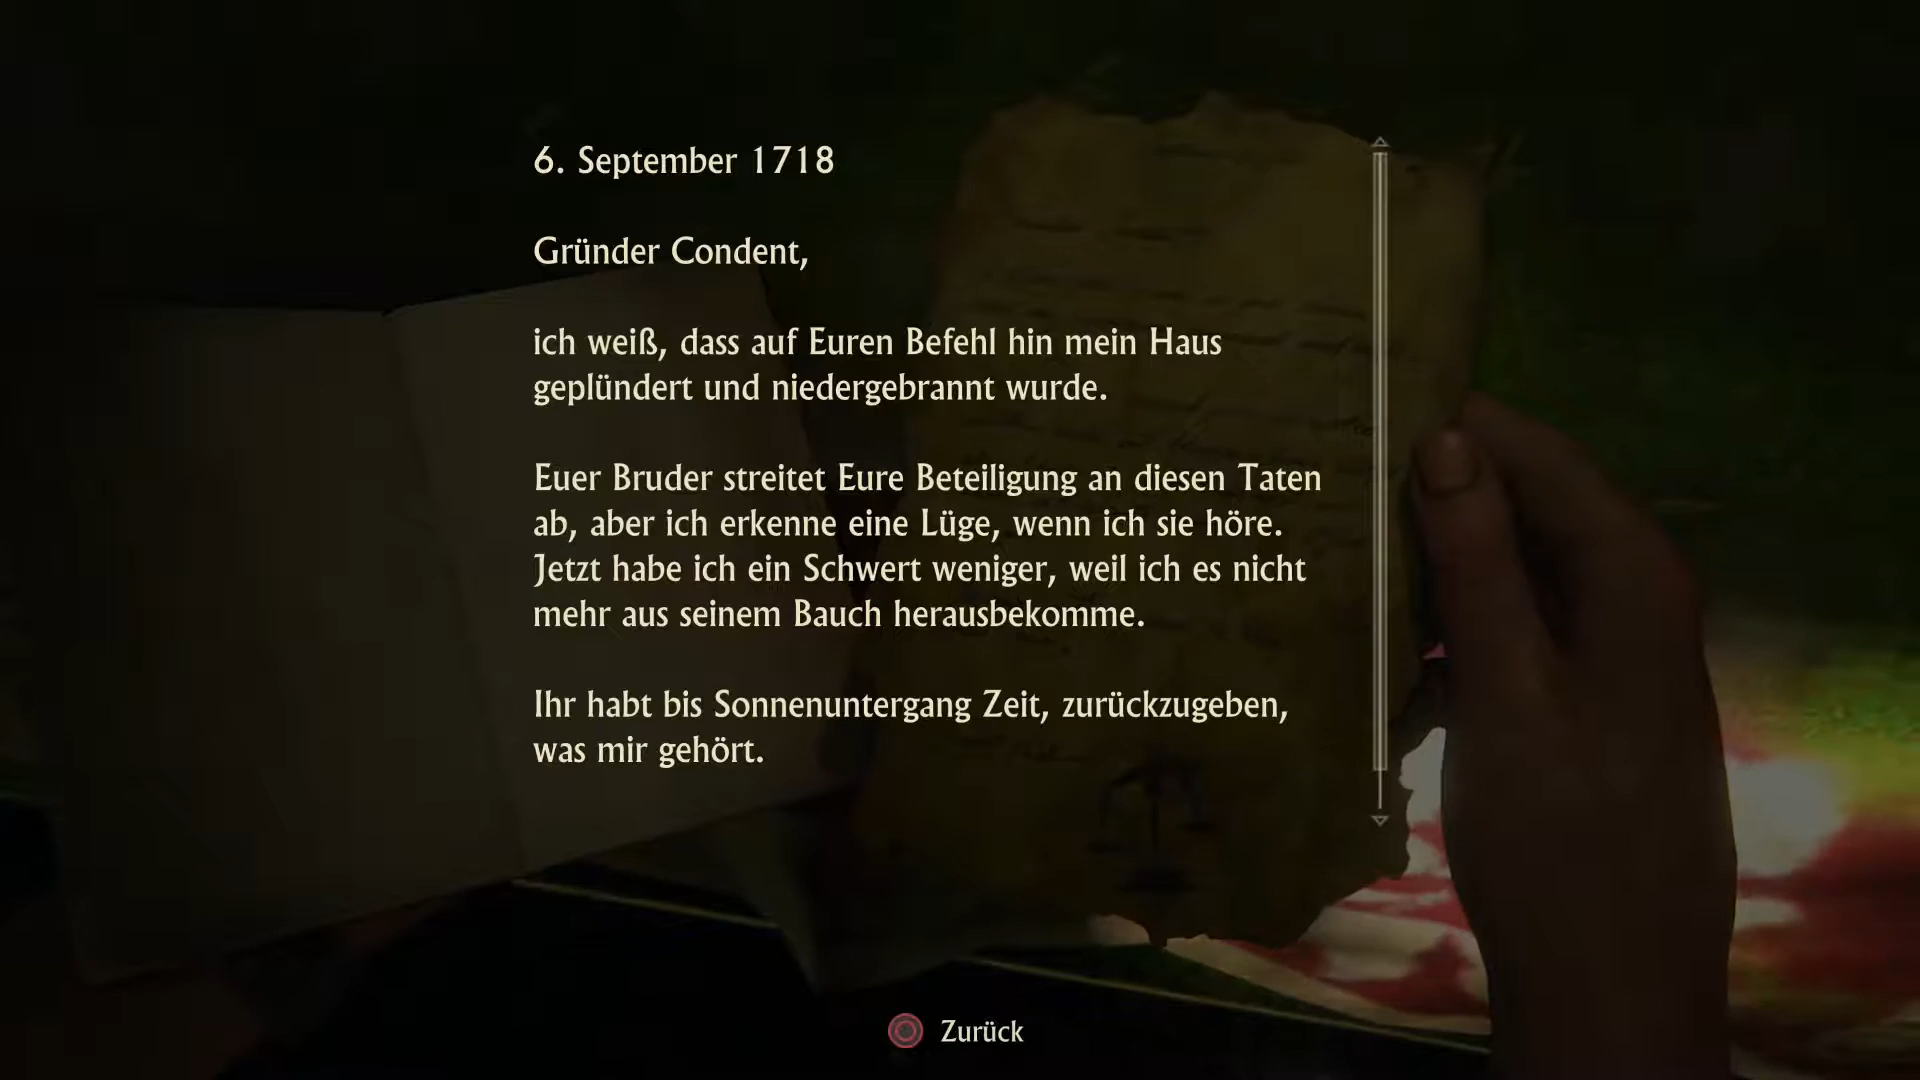 6. September 1718
Gründer Condent,
ich weiß, dass auf Euren Befehl hin mein Haus
geplündert und niedergebrannt wurde.
Euer Bruder streitet Eure Beteiligung an diesen Taten
ab, aber ich erkenne eine Lüge, wenn ich sie höre.
Jetzt habe ich ein Schwert weniger, weil ich es nicht
mehr aus seinem Bauch herausbekomme.
Ihr habt bis Sonnenuntergang Zeit, zurückzugeben,
was mir gehört.
Zurück